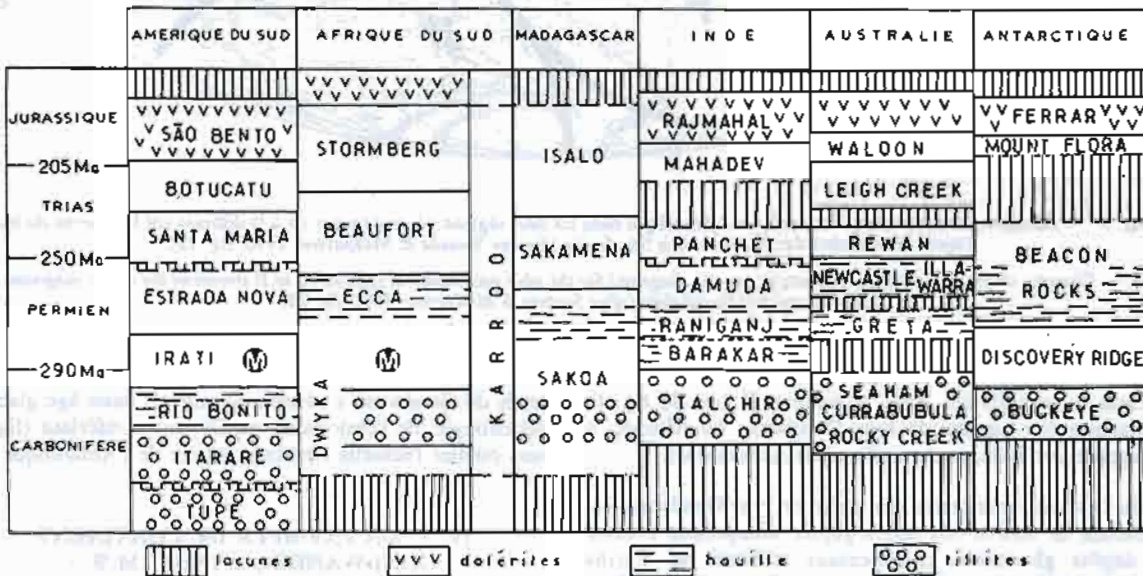 AMERIQUE DU SUD AFRIQUE DU SUD MADAGASCAR INDE AUSTRALIE ANTARCTIQUE
JURASSIQUE
205Ma
TRIAS
250Ma
PERMIEN
290Ma
CARBONIFERE
SÃO BENTO
BOTUCATU
SANTA MARIA
ESTRADA NOVA
IRATI M
RIO BONITO
ITARARE
TUPE
STORMBERG
BEAUFORT
ECCA
M
DWYKA
KARROO
ISALO
SAKAMENA
SAKOA
RAJMAHAL
MAHADEV
PANCHET
DAMUDA
RANIGANJ
BARAKAR
TALCHIR
WALOON
LEIGH CREEK
REWAN
NEWCASTLE ILLA-
WARRA
GRETA
SEAHAM
CURRABUBULA
ROCKY CREEK
FERRAR
MOUNT FLORA
BEACON
ROCKS
DISCOVERY RIDGE
BUCKEYE
lacunes dolérites houille tillites